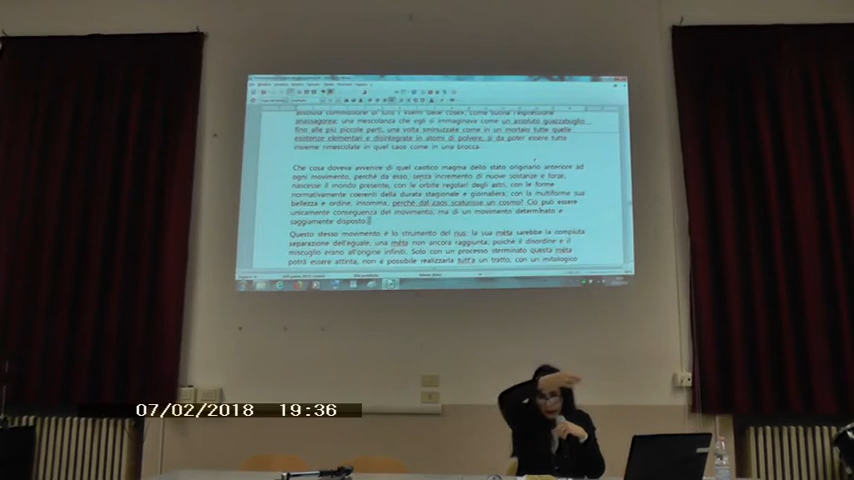 assoluta commistione di tutti i "semi delle cose", come suona l'espressione
anassagorea: una mescolanza che egli si immaginava come un assoluto guazzabuglio
fino alle più piccole parti, una volta sminuzzate come in un mortaio tutte quelle
esistenze elementari e disintegrate in atomi di polvere, sì da poter essere tutte
insieme rimescolate in quel caos come in una brocca.
Che cosa doveva avvenire di quel caotico magma dello stato originario anteriore ad
ogni movimento, perché da esso, senza incremento di nuove sostanze e forze,
nascesse il mondo presente, con le orbite regolari degli astri, con le forme
normativamente coerenti della durata stagionale e giornaliera, con la multiforme sua
bellezza e ordine, insomma, perché dal caos scaturisse un cosmo? Ciò può essere
unicamente conseguenza del movimento, ma di un movimento determinato e
saggiamente disposto.
Questo stesso movimento è lo strumento del nus: la sua mèta sarebbe la compiuta
separazione dell'eguale, una mèta non ancora raggiunta, poiché il disordine e il
miscuglio erano all'origine infiniti. Solo con un processo sterminato questa mèta
potrà essere attinta, non è possibile realizzarla tutt'a un tratto, con un mitologico
07/02/2018 19:36